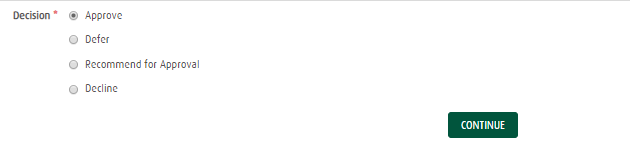 Decision * Approve
Defer
Recommend for Approval
Decline
CONTINUE